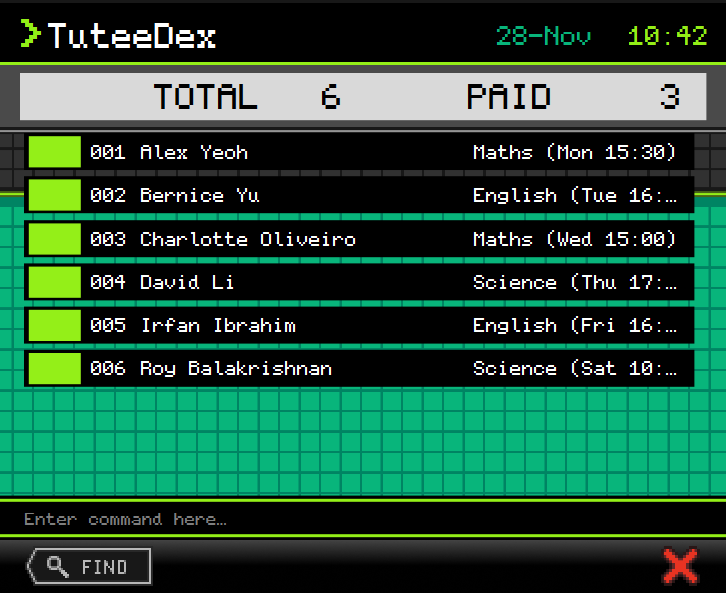 TuteeDex 28-Nov 10:42
TOTAL 6 PAID 3
001 Alex Yeoh Maths (Mon 15:30)
002 Bernice Yu English (Tue 16:…
003 Charlotte Oliveiro Maths (Wed 15:00)
004 David Li Science (Thu 17:…
005 Irfan Ibrahim English (Fri 16:…
006 Roy Balakrishnan Science (Sat 10:…
Enter command here…
FIND